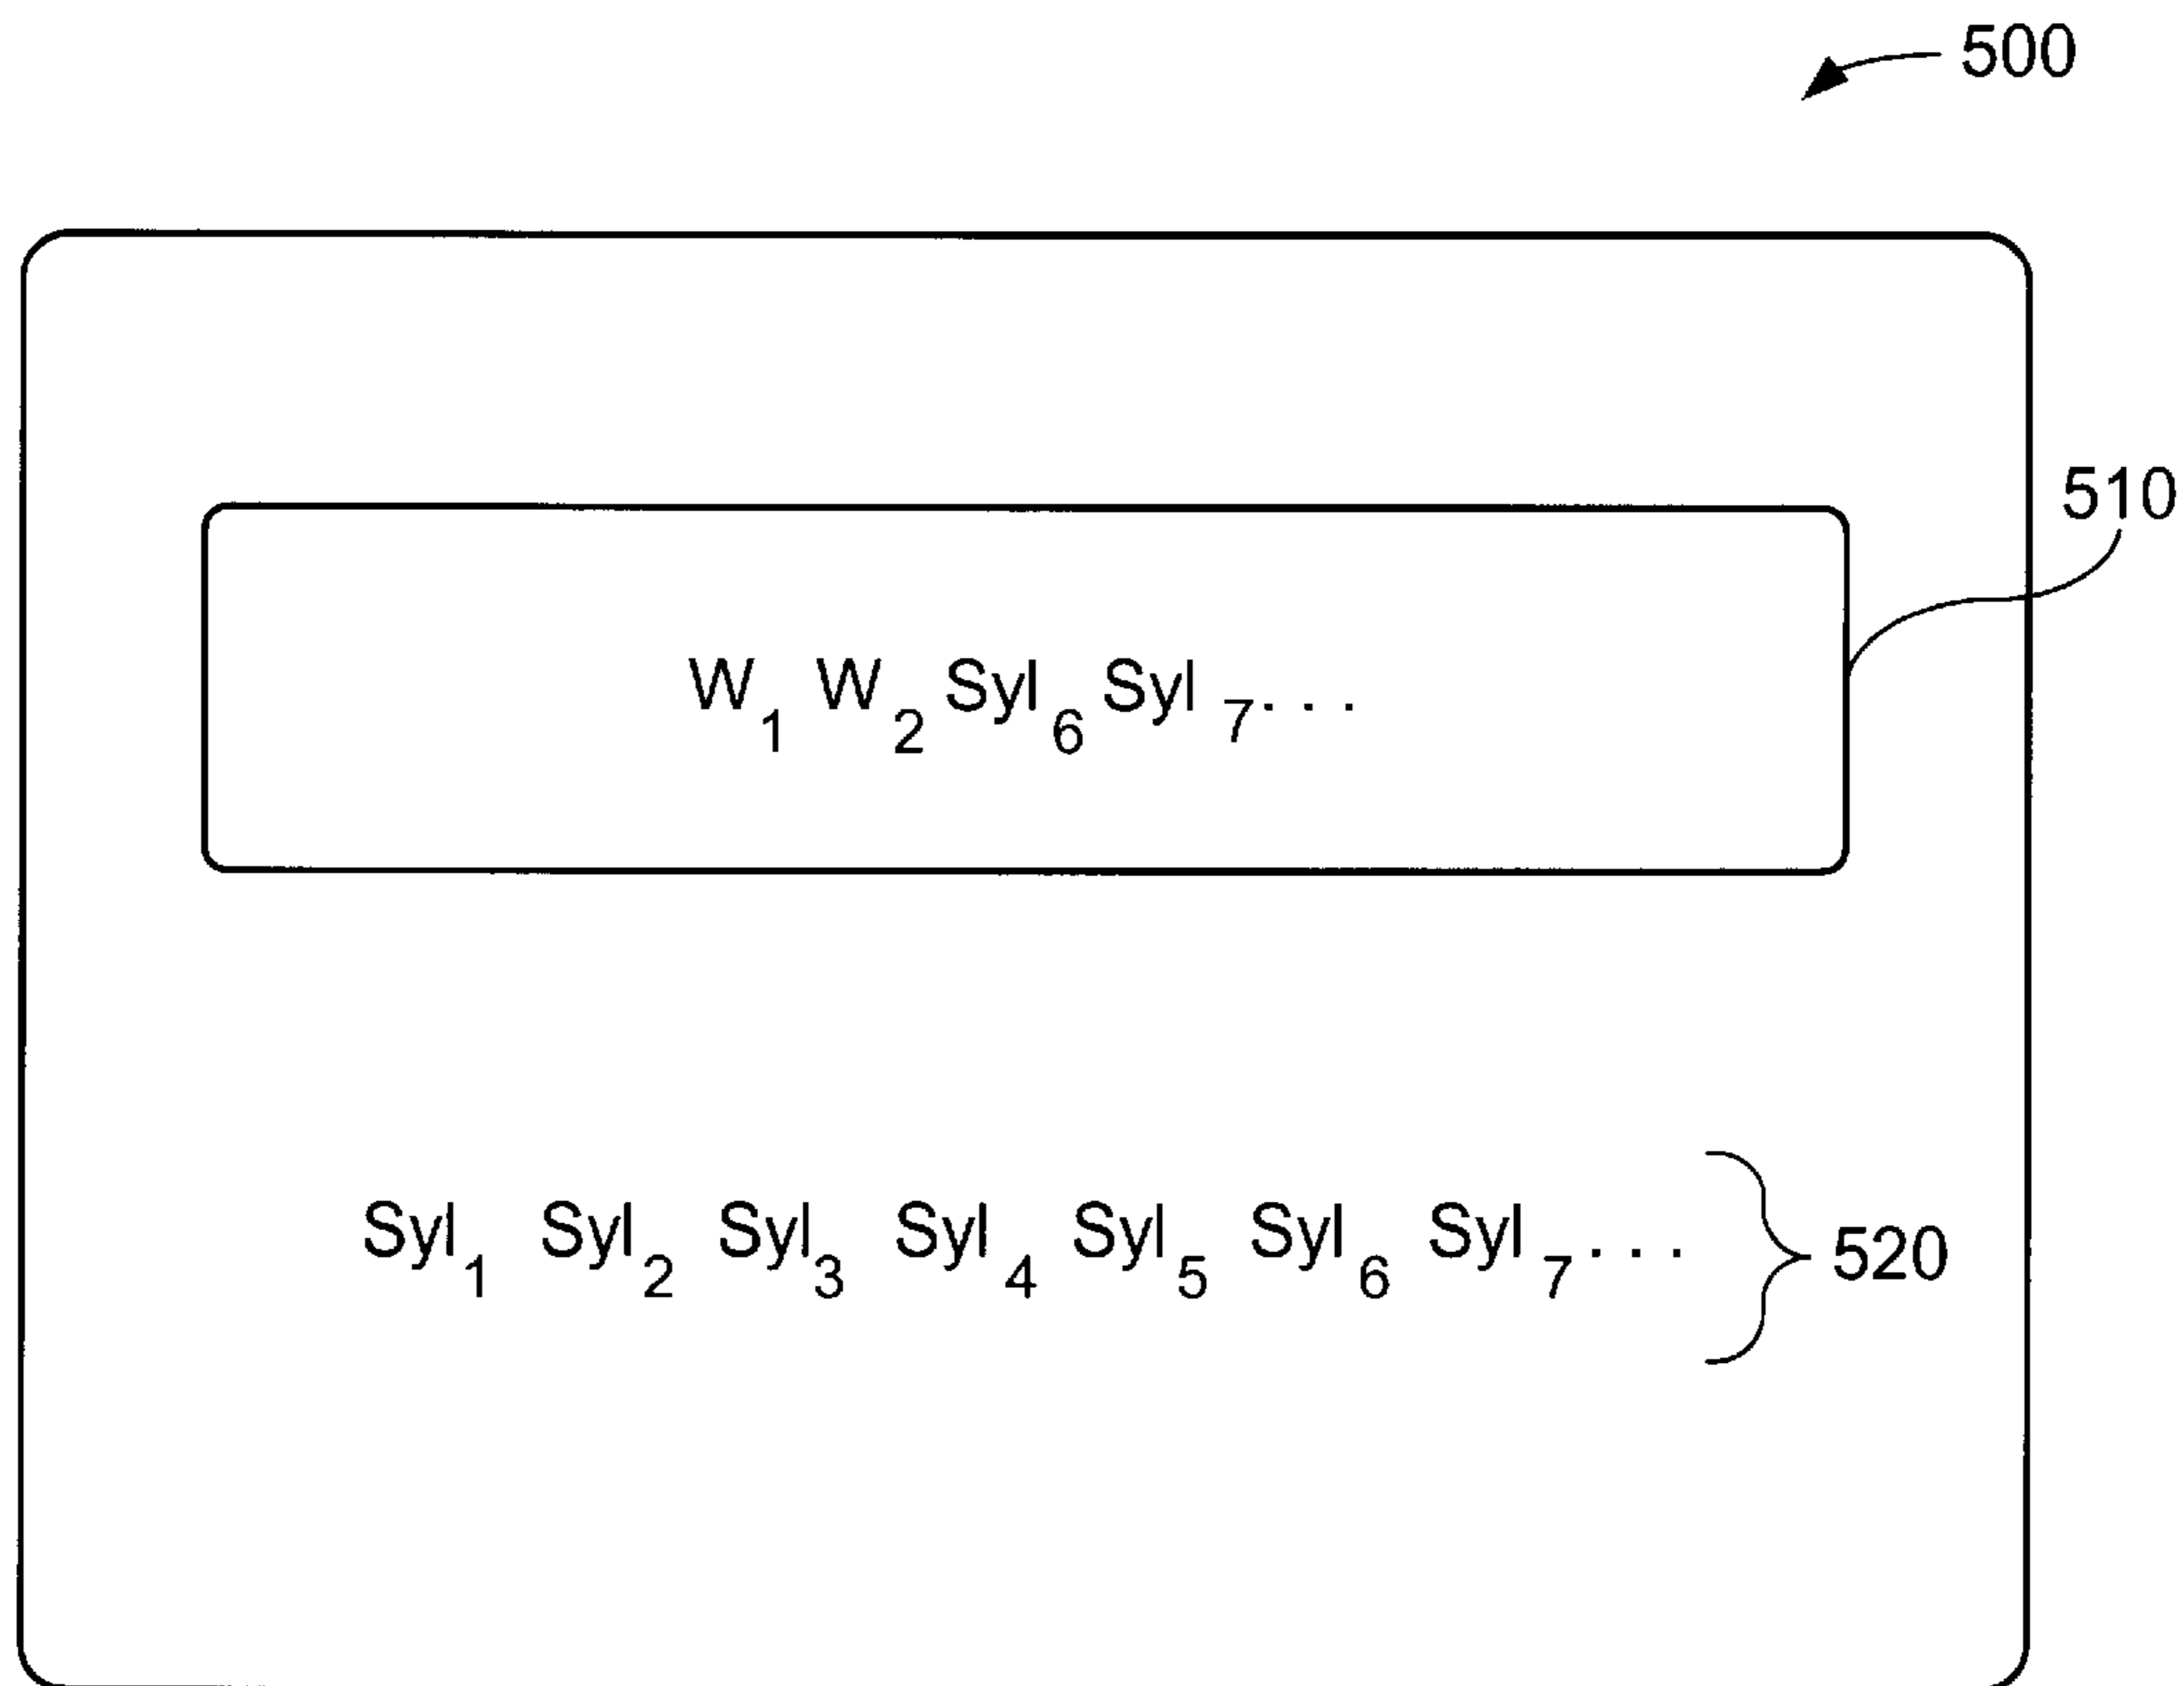 500
510
W₁ W₂ Syl₆ Syl₇. . .
Syl₁ Syl₂ Syl₃ Syl₄ Syl₅ Syl₆ Syl₇. . . 520